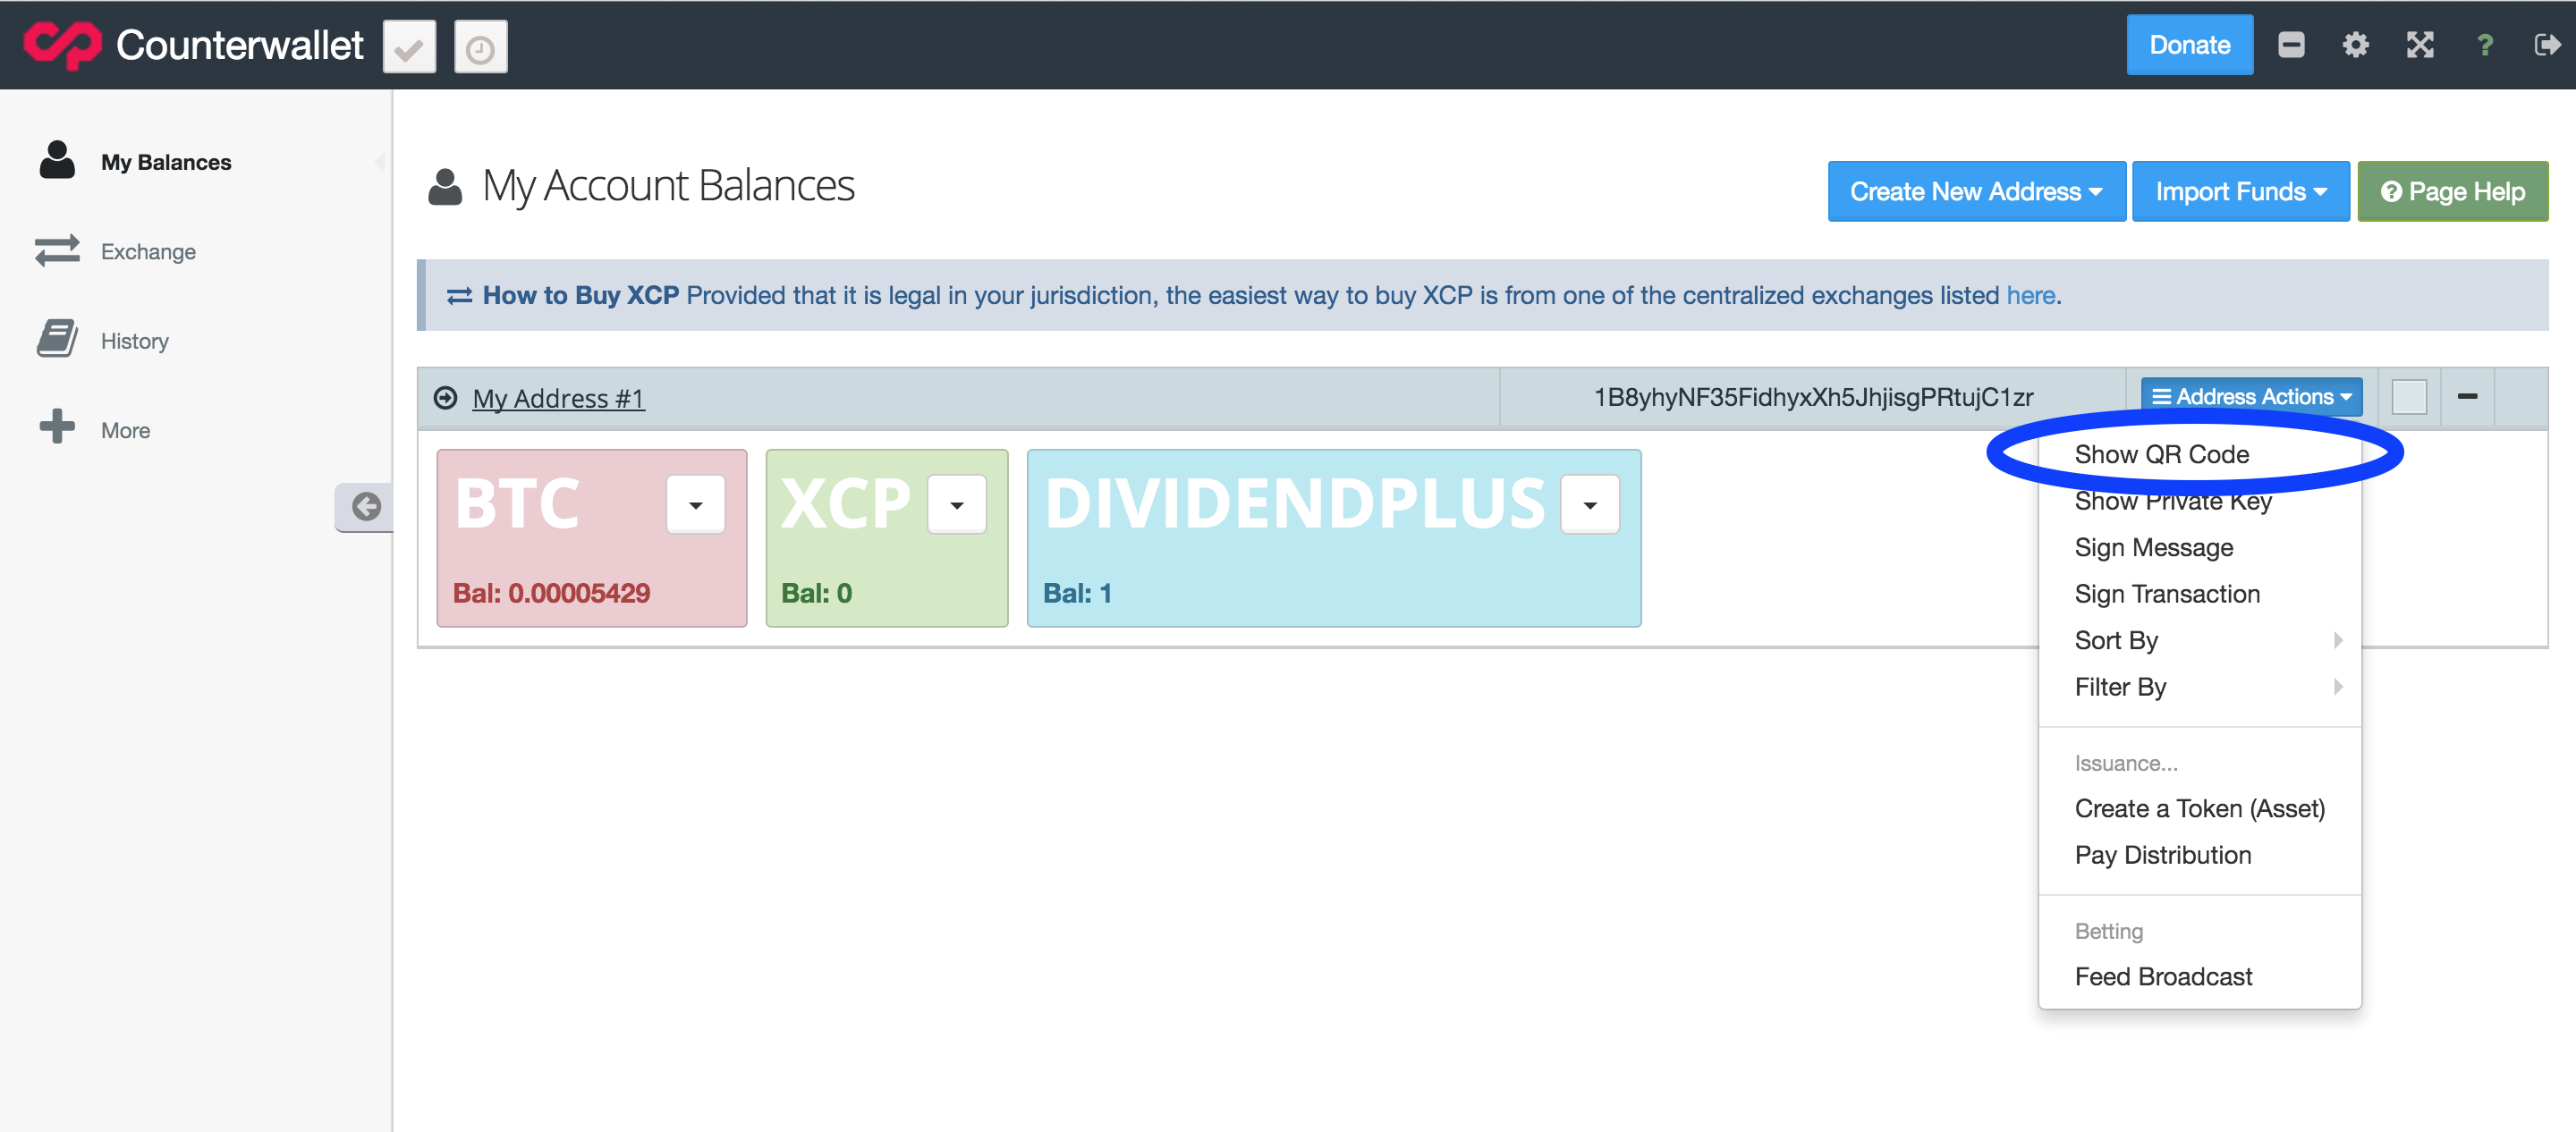 Counterwallet
Donate
?
My Balances
Exchange
History
More
My Account Balances
Create New Address
Import Funds
Page Help
How to Buy XCP Provided that it is legal in your jurisdiction, the easiest way to buy XCP is from one of the centralized exchanges listed here.
My Address #1
1B8yhyNF35FidhyxXh5JhjisgPRtujC1zr
Address Actions
BTC
Bal: 0.00005429
XCP
Bal: 0
DIVIDENDPLUS
Bal: 1
Show QR Code
Show Private Key
Sign Message
Sign Transaction
Sort By
Filter By
Issuance...
Create a Token (Asset)
Pay Distribution
Betting
Feed Broadcast